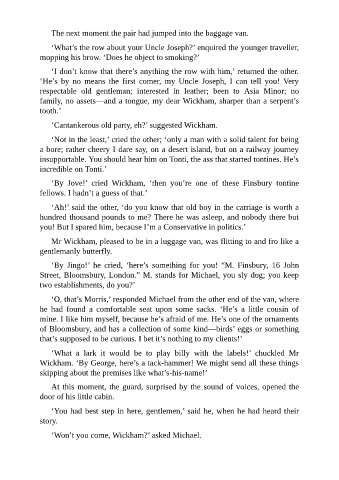 The next moment the pair had jumped into the baggage van.
‘What’s the row about your Uncle Joseph?’ enquired the younger traveller,
mopping his brow. ‘Does he object to smoking?’
‘I don’t know that there’s anything the row with him,’ returned the other.
‘He’s by no means the first comer, my Uncle Joseph, I can tell you! Very
respectable old gentleman; interested in leather; been to Asia Minor; no
family, no assets—and a tongue, my dear Wickham, sharper than a serpent’s
tooth.’
‘Cantankerous old party, eh?’ suggested Wickham.
‘Not in the least,’ cried the other; ‘only a man with a solid talent for being
a bore; rather cheery I dare say, on a desert island, but on a railway journey
insupportable. You should hear him on Tonti, the ass that started tontines. He’s
incredible on Tonti.’
‘By Jove!’ cried Wickham, ‘then you’re one of these Finsbury tontine
fellows. I hadn’t a guess of that.’
‘Ah!’ said the other, ‘do you know that old boy in the carriage is worth a
hundred thousand pounds to me? There he was asleep, and nobody there but
you! But I spared him, because I’m a Conservative in politics.’
Mr Wickham, pleased to be in a luggage van, was flitting to and fro like a
gentlemanly butterfly.
‘By Jingo!’ he cried, ‘here’s something for you! “M. Finsbury, 16 John
Street, Bloomsbury, London.” M. stands for Michael, you sly dog; you keep
two establishments, do you?’
‘O, that’s Morris,’ responded Michael from the other end of the van, where
he had found a comfortable seat upon some sacks. ‘He’s a little cousin of
mine. I like him myself, because he’s afraid of me. He’s one of the ornaments
of Bloomsbury, and has a collection of some kind—birds’ eggs or something
that’s supposed to be curious. I bet it’s nothing to my clients!’
‘What a lark it would be to play billy with the labels!’ chuckled Mr
Wickham. ‘By George, here’s a tack-hammer! We might send all these things
skipping about the premises like what’s-his-name!’
At this moment, the guard, surprised by the sound of voices, opened the
door of his little cabin.
‘You had best step in here, gentlemen,’ said he, when he had heard their
story.
‘Won’t you come, Wickham?’ asked Michael.